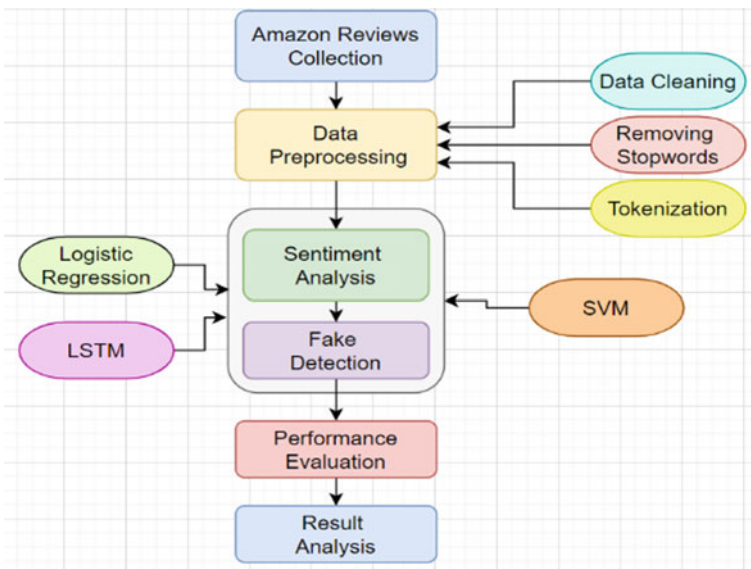 Amazon Reviews
Collection
Data Cleaning
Data
Preprocessing
Removing
Stopwords
Tokenization
Logistic
Regression
Sentiment
Analysis
SVM
LSTM
Fake
Detection
Performance
Evaluation
Result
Analysis